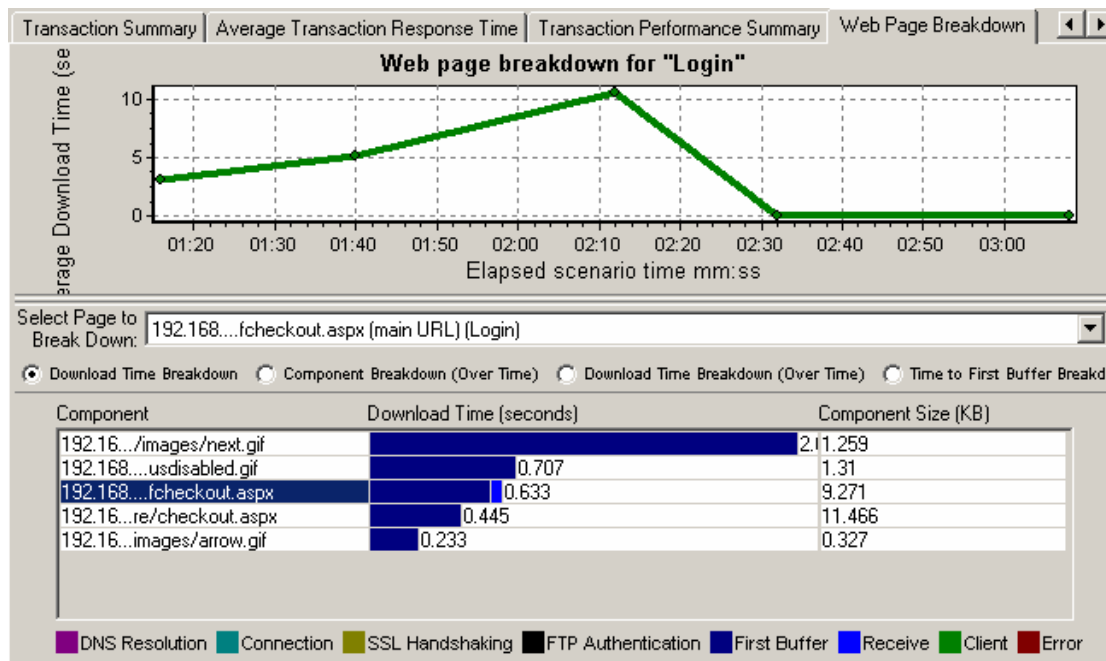 Transaction Summary Average Transaction Response Time Transaction Performance Summary Web Page Breakdown
Web page breakdown for "Login"
erage Download Time (se
10
5
0
01:20 01:30 01:40 01:50 02:00 02:10 02:20 02:30 02:40 02:50 03:00
Elapsed scenario time mm:ss
Select Page to
Break Down:
192.168....fcheckout.aspx (main URL) (Login)
Download Time Breakdown Component Breakdown (Over Time) Download Time Breakdown (Over Time) Time to First Buffer Breakd
Component Download Time (seconds) Component Size (KB)
192.16.../images/next.gif 1.259
192.168....usdisabled.gif 0.707 1.31
192.168....fcheckout.aspx 0.633 9.271
192.16...re/checkout.aspx 0.445 11.466
192.16...images/arrow.gif 0.233 0.327
DNS Resolution Connection SSL Handshaking FTP Authentication First Buffer Receive Client Error